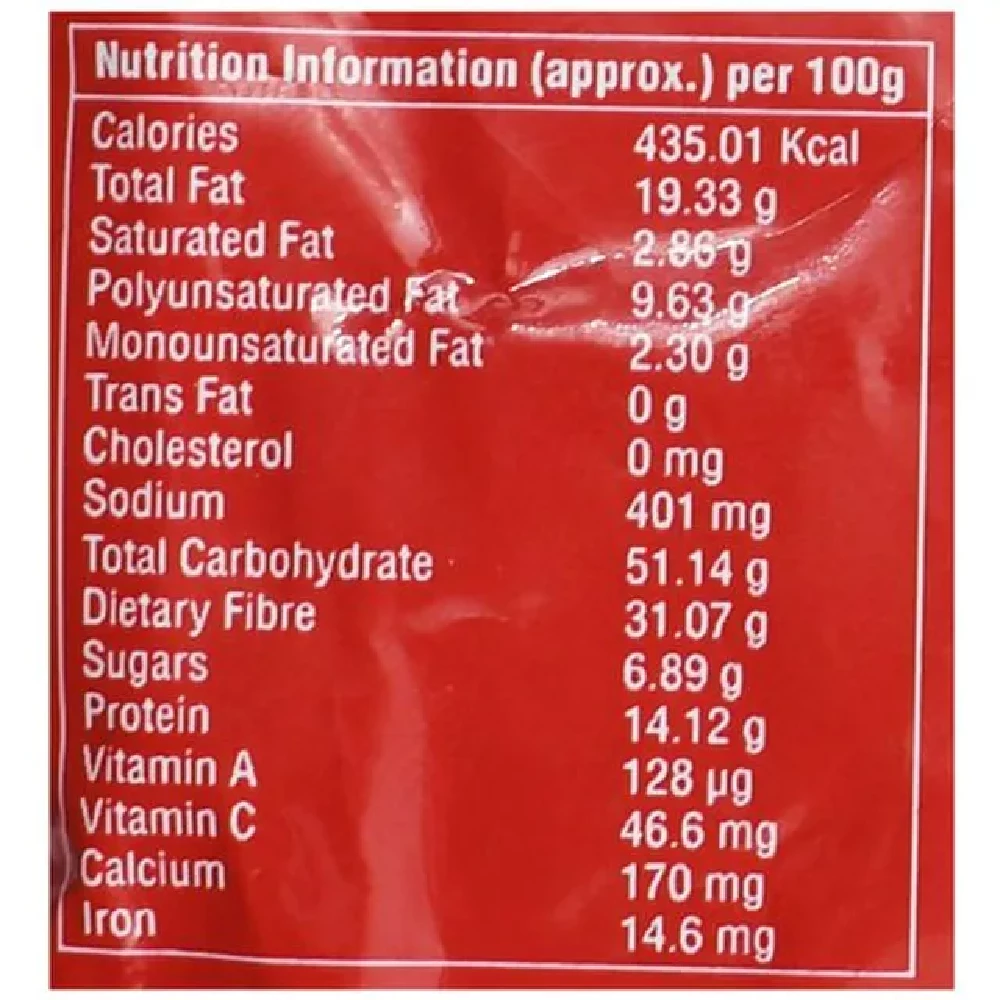 Nutrition Information (approx.) per 100g
Calories 435.01 Kcal
Total Fat 19.33 g
Saturated Fat 2.86 g
Polyunsaturated Fat 9.63 g
Monounsaturated Fat 2.30 g
Trans Fat 0 g
Cholesterol 0 mg
Sodium 401 mg
Total Carbohydrate 51.14 g
Dietary Fibre 31.07 g
Sugars 6.89 g
Protein 14.12 g
Vitamin A 128 µg
Vitamin C 46.6 mg
Calcium 170 mg
Iron 14.6 mg